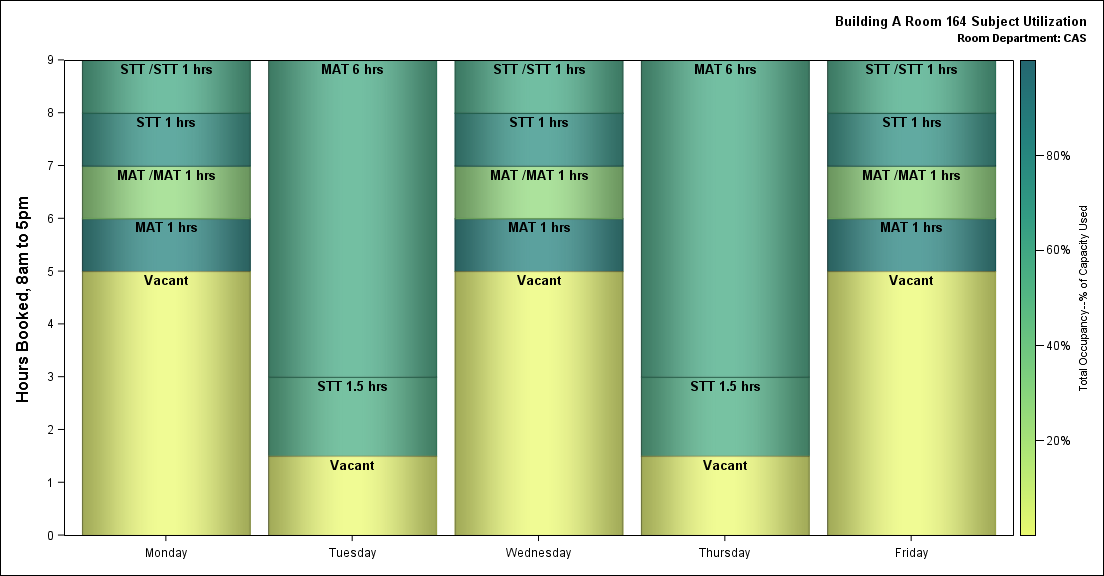 Building A Room 164 Subject Utilization
Room Department: CAS
Hours Booked, 8am to 5pm
9
8
7
6
5
4
3
2
1
0
STT /STT 1 hrs
STT 1 hrs
MAT /MAT 1 hrs
MAT 1 hrs
Vacant
MAT 6 hrs
STT 1.5 hrs
Vacant
STT /STT 1 hrs
STT 1 hrs
MAT /MAT 1 hrs
MAT 1 hrs
Vacant
MAT 6 hrs
STT 1.5 hrs
Vacant
STT /STT 1 hrs
STT 1 hrs
MAT /MAT 1 hrs
MAT 1 hrs
Vacant
Monday
Tuesday
Wednesday
Thursday
Friday
80%
60%
40%
20%
Total Occupancy--% of Capacity Used